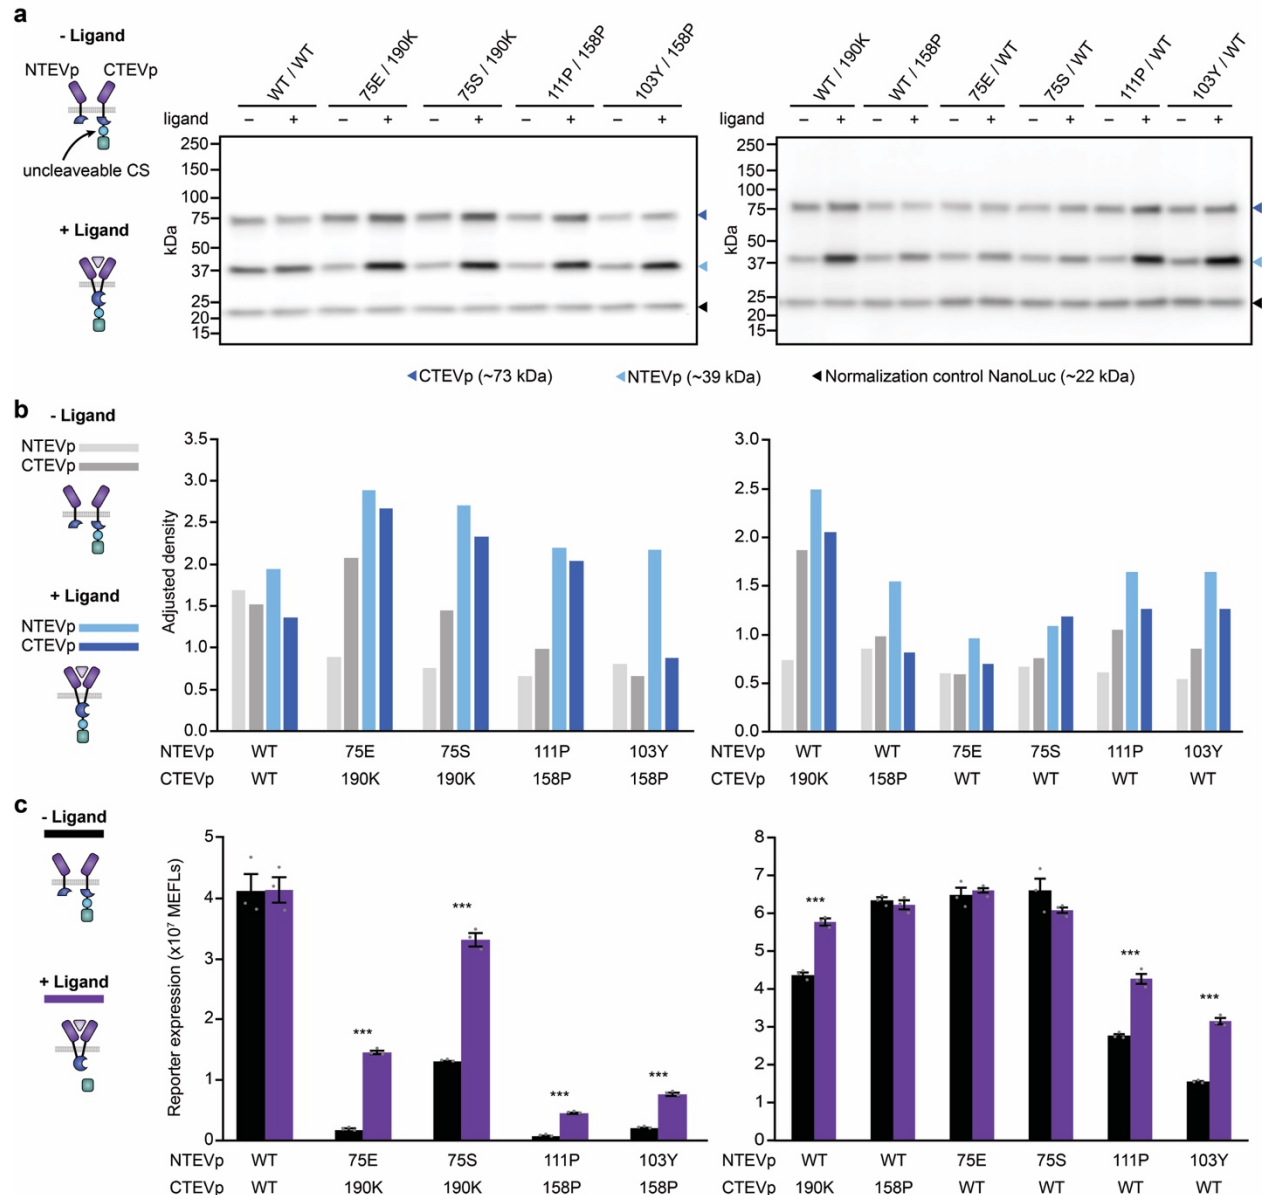 a
- Ligand
NTEVp CTEVp
uncleaveable CS
+ Ligand
WT / WT 75E / 190K 75S / 190K 111P / 158P 103Y / 158P
ligand − + − + − + − + − +
250
150
100
75
50
37
25
20
15
kDa
WT / 190K WT / 158P 75E / WT 75S / WT 111P / WT 103Y / WT
ligand − + − + − + − + − + − +
250
150
100
75
50
37
25
20
15
kDa
CTEVp (~73 kDa) NTEVp (~39 kDa) Normalization control NanoLuc (~22 kDa)
b
- Ligand
NTEVp
CTEVp
+ Ligand
NTEVp
CTEVp
Adjusted density
3.5
3.0
2.5
2.0
1.5
1.0
0.5
0.0
NTEVp WT 75E 75S 111P 103Y
CTEVp WT 190K 190K 158P 158P
3.0
2.5
2.0
1.5
1.0
0.5
0.0
NTEVp WT WT 75E 75S 111P 103Y
CTEVp 190K 158P WT WT WT WT
c
- Ligand
+ Ligand
Reporter expression (x10⁷ MEFLs)
5
4
3
2
1
0
*** *** *** ***
NTEVp WT 75E 75S 111P 103Y
CTEVp WT 190K 190K 158P 158P
8
7
6
5
4
3
2
1
0
*** *** ***
NTEVp WT WT 75E 75S 111P 103Y
CTEVp 190K 158P WT WT WT WT